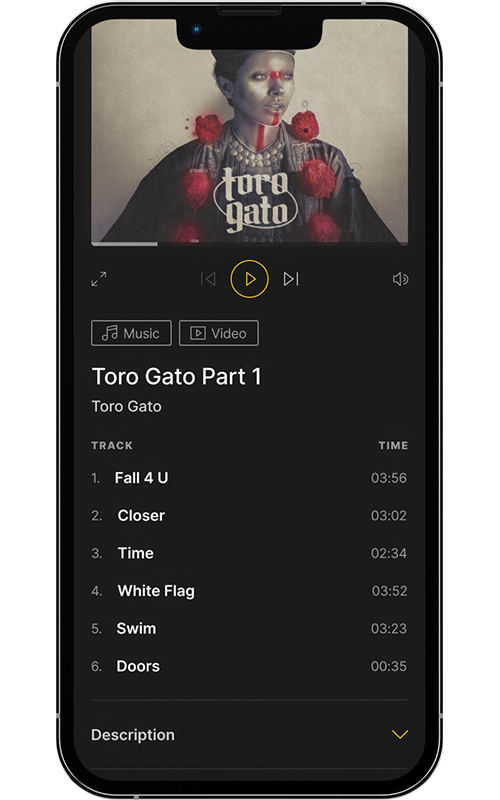 toro
gato
Music
Video
Toro Gato Part 1
Toro Gato
TRACK TIME
1. Fall 4 U 03:56
2. Closer 03:02
3. Time 02:34
4. White Flag 03:52
5. Swim 03:23
6. Doors 00:35
Description